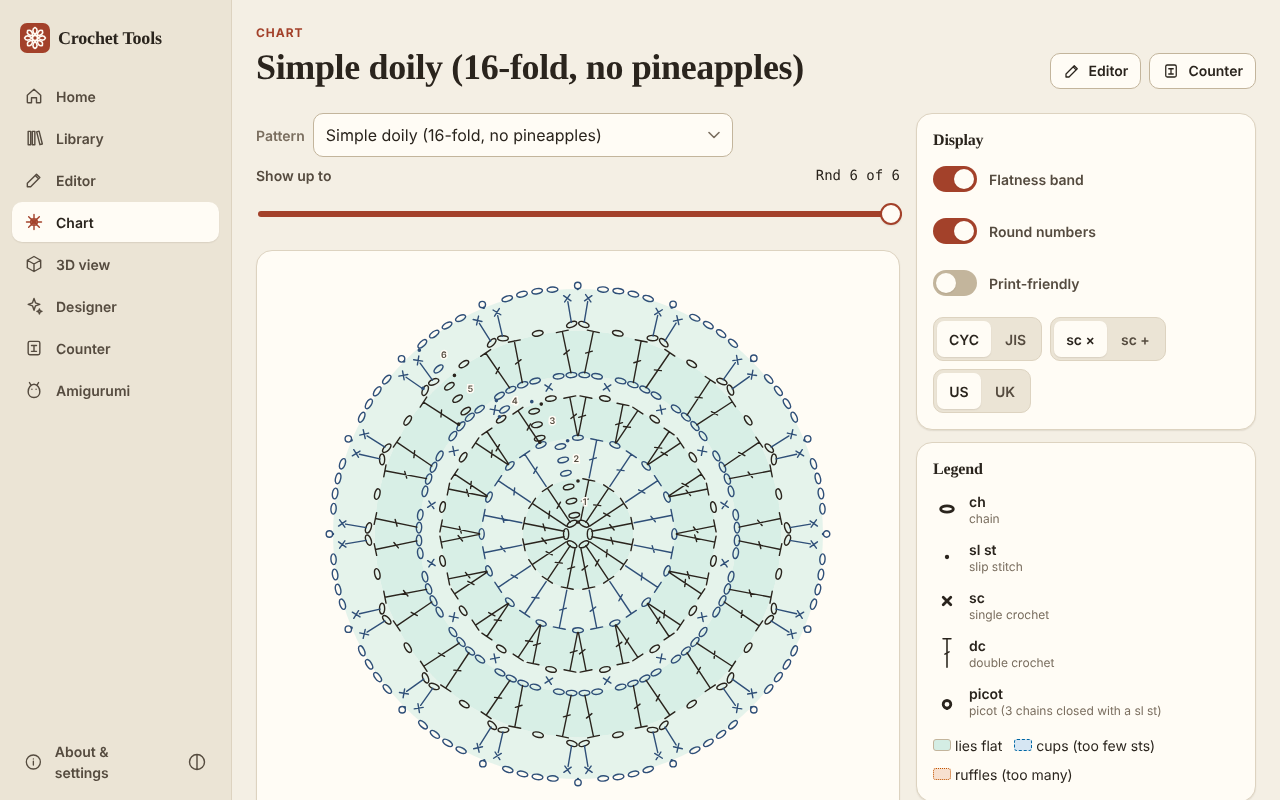 Crochet Tools
Home
Library
Editor
Chart
3D view
Designer
Counter
Amigurumi
About &
settings
CHART
Simple doily (16-fold, no pineapples)
Editor
Counter
Pattern
Simple doily (16-fold, no pineapples)
Show up to
Rnd 6 of 6
6
5
4
3
2
1
Display
Flatness band
Round numbers
Print-friendly
CYC JIS
sc × sc +
US UK
Legend
ch
chain
sl st
slip stitch
sc
single crochet
dc
double crochet
picot
picot (3 chains closed with a sl st)
lies flat cups (too few sts)
ruffles (too many)